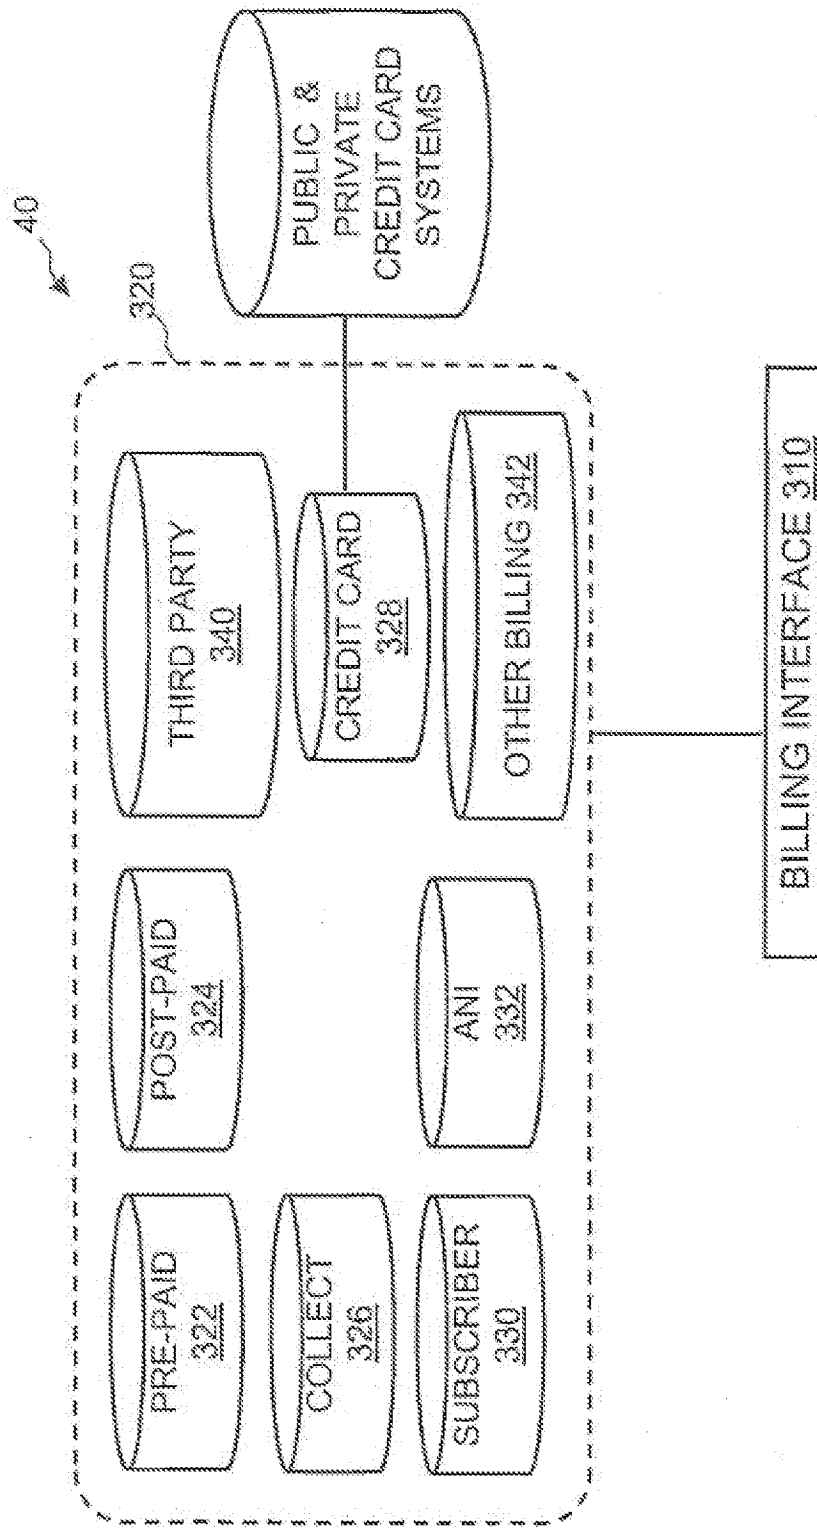 40
320
PRE-PAID
322
POST-PAID
324
THIRD PARTY
340
COLLECT
326
CREDIT CARD
328
SUBSCRIBER
330
ANI
332
OTHER BILLING 342
PUBLIC &
PRIVATE
CREDIT CARD
SYSTEMS
BILLING INTERFACE 310